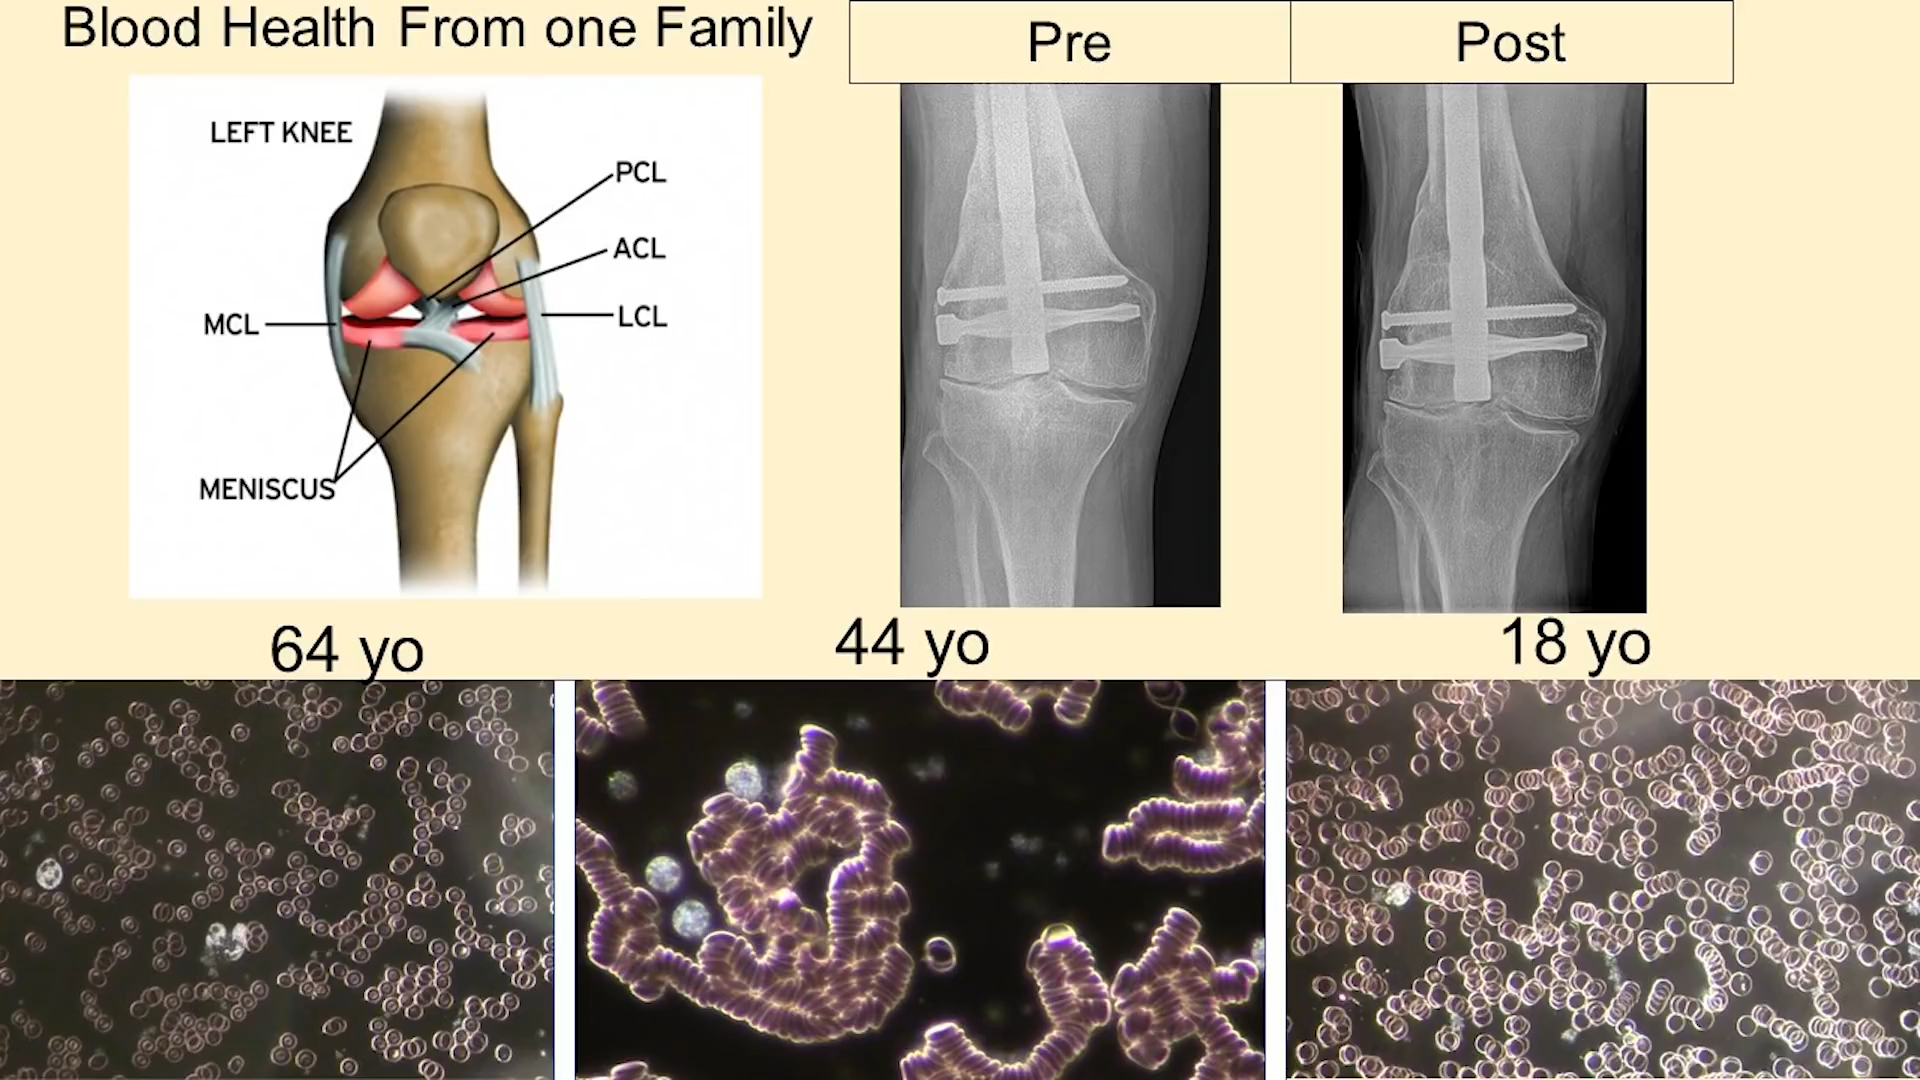 Blood Health From one Family
Pre
Post
LEFT KNEE
PCL
ACL
MCL
LCL
MENISCUS
64 yo
44 yo
18 yo